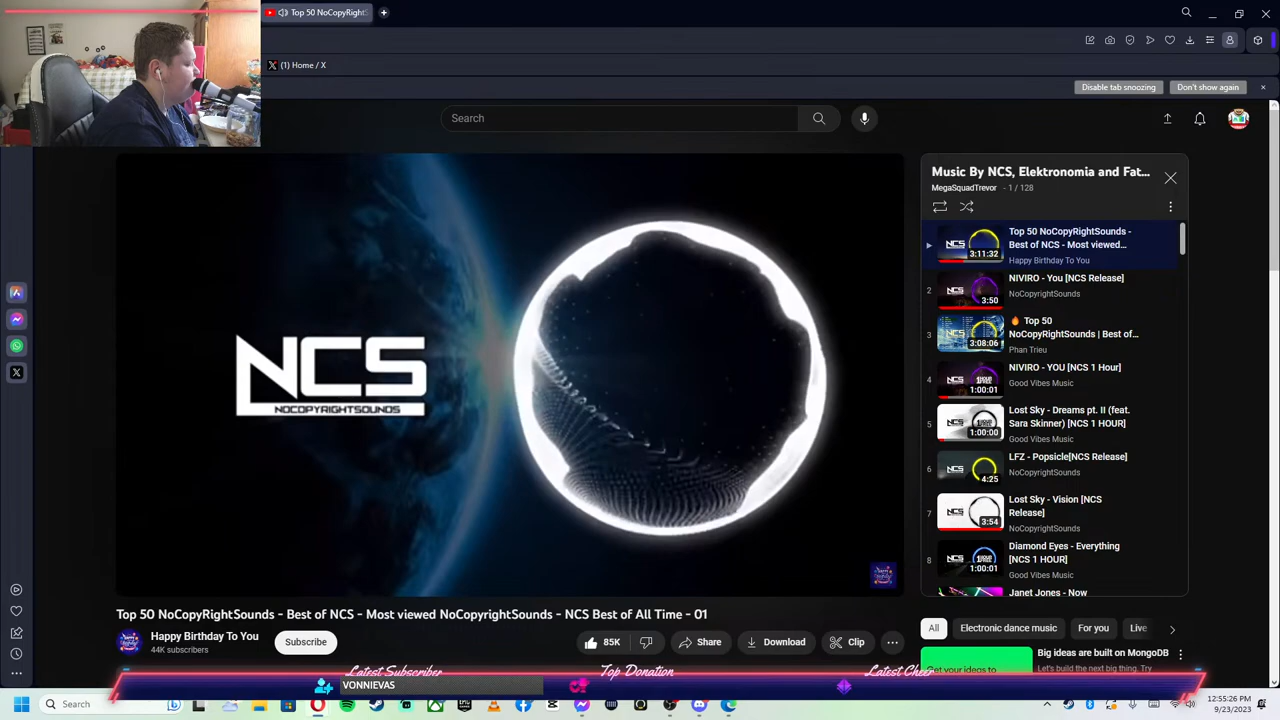 Top 50 NoCopyRightS
(1) Home / X
Disable tab snoozing
Don't show again
Search
NCS
NOCOPYRIGHTSOUNDS
Music By NCS, Elektronomia and Fat...
MegaSquadTrevor - 1 / 128
Top 50 NoCopyRightSounds -
Best of NCS - Most viewed...
Happy Birthday To You
3:11:32
2
NIVIRO - You [NCS Release]
NoCopyrightSounds
3:50
3
🔥 Top 50
NoCopyRightSounds | Best of...
Phan Trieu
3:08:06
4
NIVIRO - YOU [NCS 1 Hour]
Good Vibes Music
1:00:01
5
Lost Sky - Dreams pt. II (feat.
Sara Skinner) [NCS 1 HOUR]
Good Vibes Music
1:00:00
6
LFZ - Popsicle[NCS Release]
NoCopyrightSounds
4:25
7
Lost Sky - Vision [NCS
Release]
NoCopyrightSounds
3:54
8
Diamond Eyes - Everything
[NCS 1 HOUR]
Good Vibes Music
1:00:01
Janet Jones - Now
Top 50 NoCopyRightSounds - Best of NCS - Most viewed NoCopyrightSounds - NCS Best of All Time - 01
Happy Birthday To You
44K subscribers
Subscribe
85K
Share
Download
Clip
All
Electronic dance music
For you
Live
Get your ideas to
Big ideas are built on MongoDB
Let's build the next big thing. Try
Latest Subscriber
Top Donation
Latest Cheer
VONNIEVAS
Search
12:55:26 PM
9/23/2023